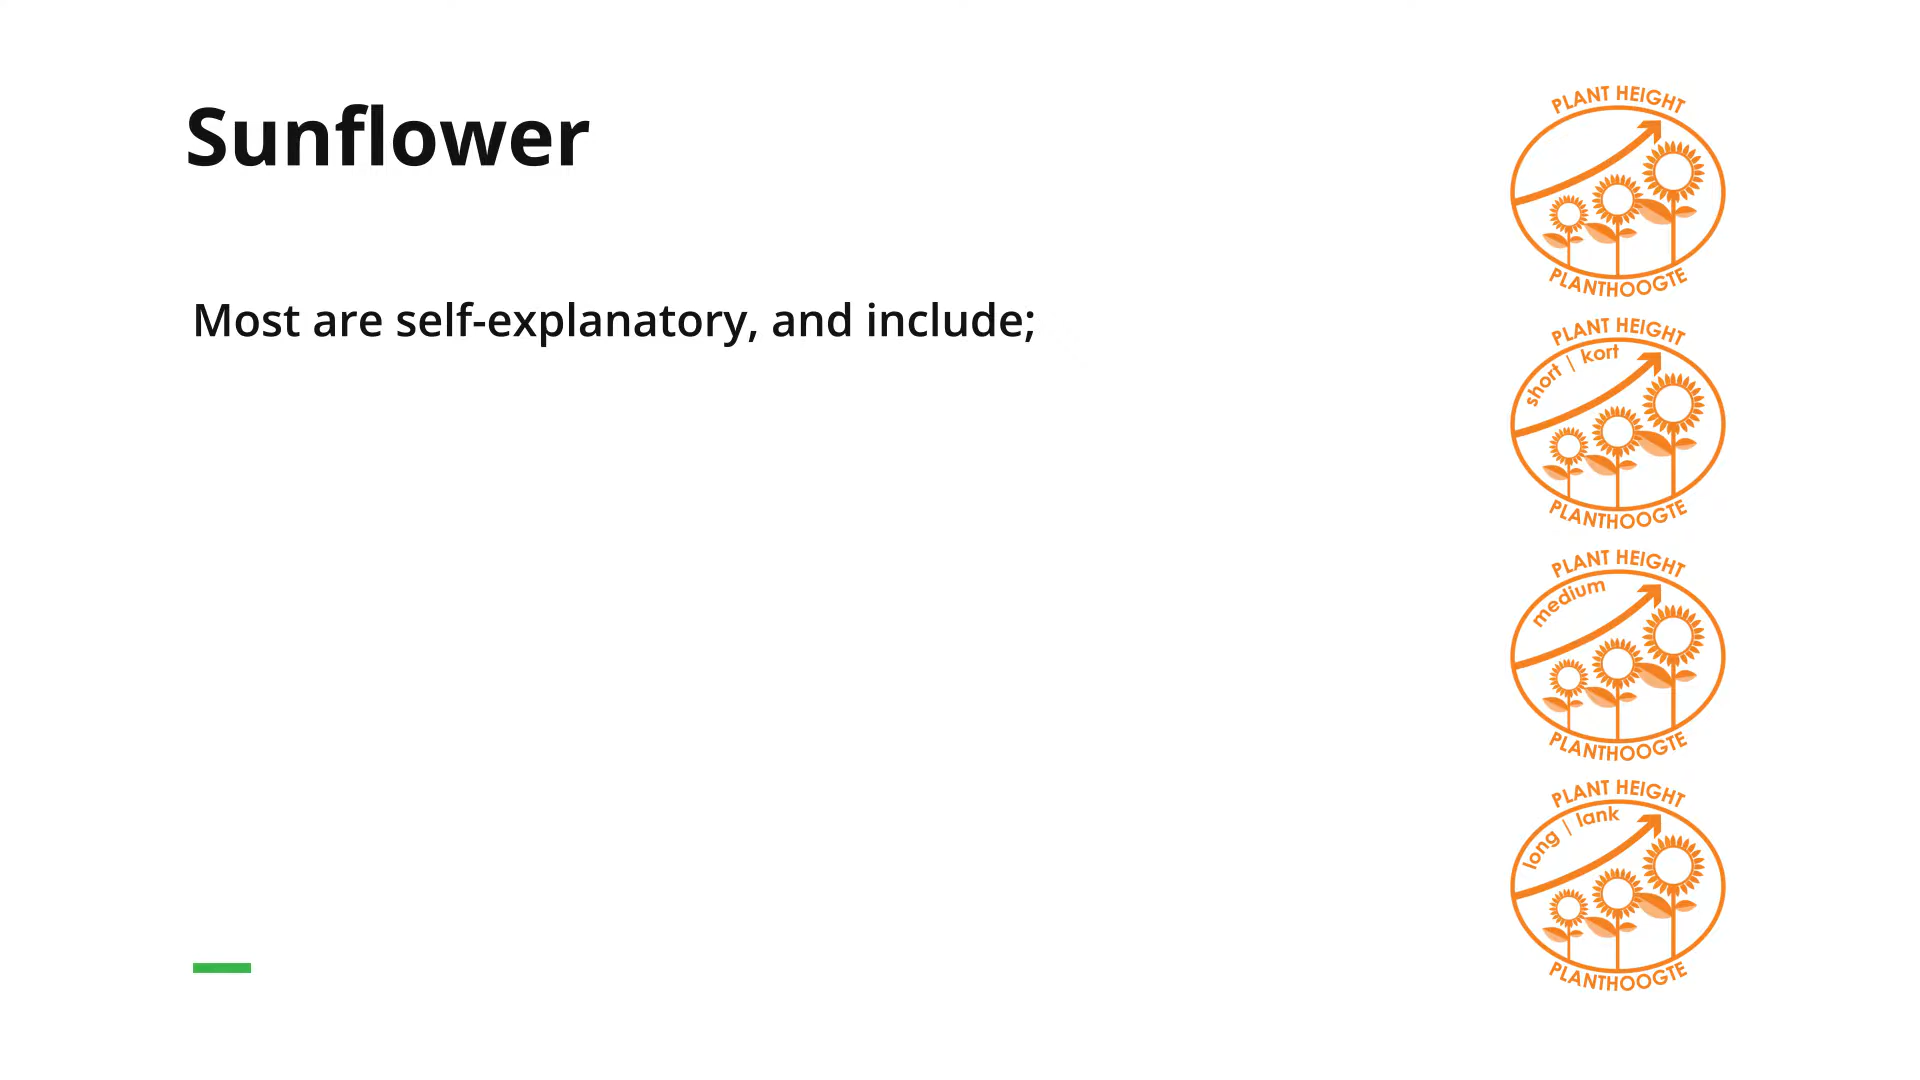 Sunflower
Most are self-explanatory, and include;
PLANT HEIGHT
PLANTHOOGTE
PLANT HEIGHT
short | kort
PLANTHOOGTE
PLANT HEIGHT
medium
PLANTHOOGTE
PLANT HEIGHT
long | lank
PLANTHOOGTE